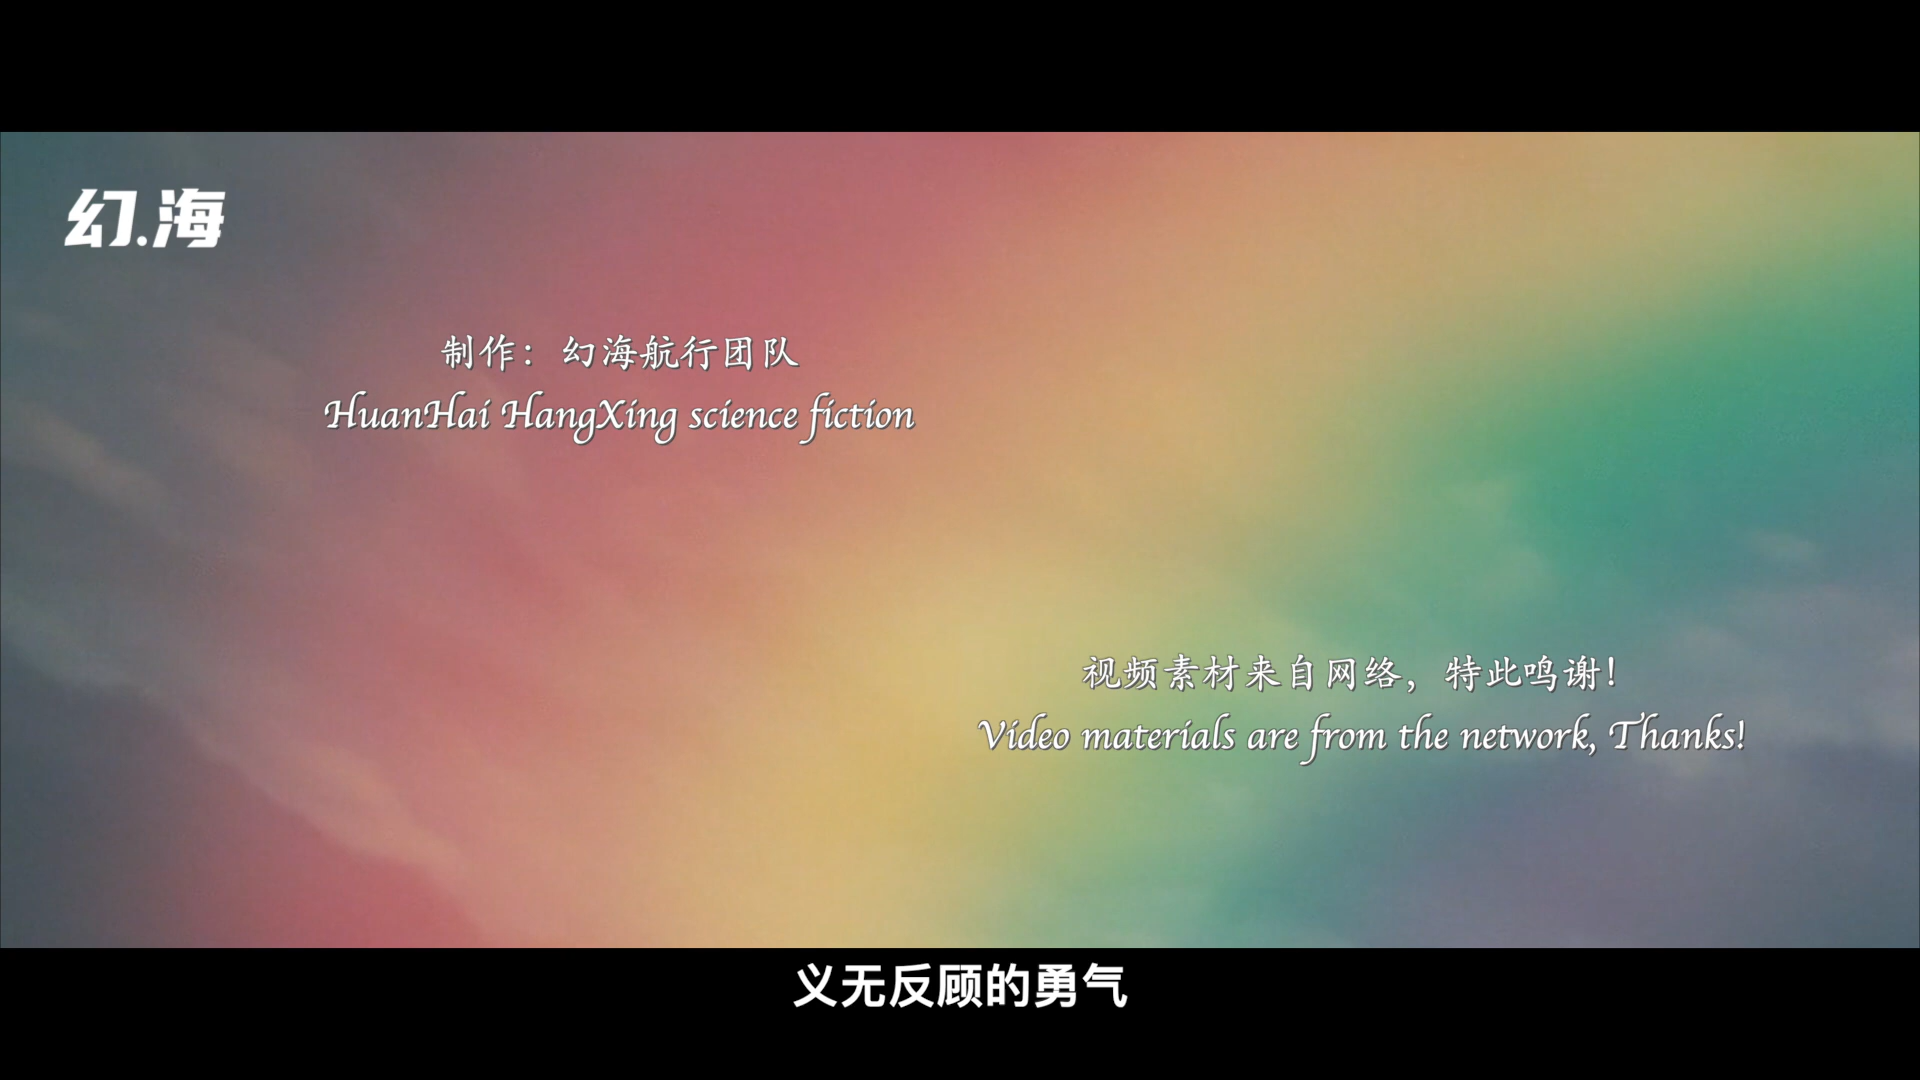 幻.海
制作：幻海航行团队
HuanHai HangXing science fiction
视频素材来自网络，特此鸣谢！
Video materials are from the network, Thanks!
义无反顾的勇气